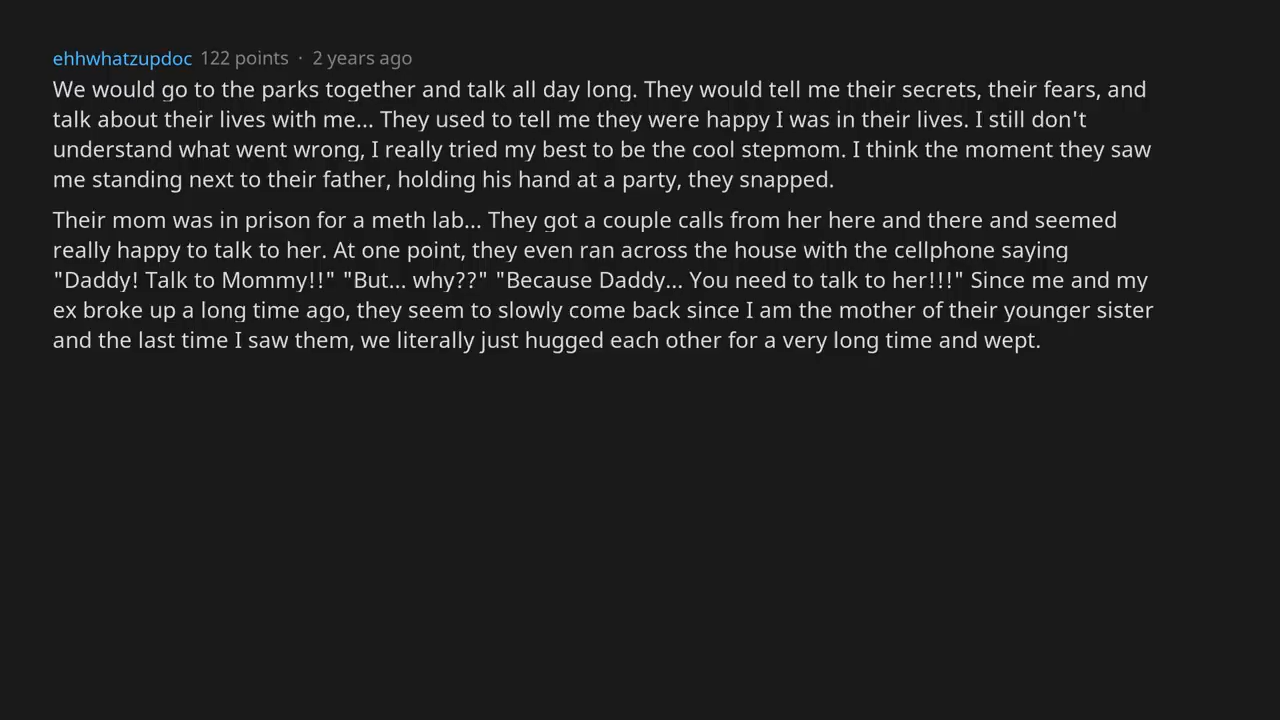 ehhwhatzupdoc 122 points · 2 years ago
We would go to the parks together and talk all day long. They would tell me their secrets, their fears, and
talk about their lives with me... They used to tell me they were happy I was in their lives. I still don't
understand what went wrong, I really tried my best to be the cool stepmom. I think the moment they saw
me standing next to their father, holding his hand at a party, they snapped.
Their mom was in prison for a meth lab... They got a couple calls from her here and there and seemed
really happy to talk to her. At one point, they even ran across the house with the cellphone saying
"Daddy! Talk to Mommy!!" "But... why??" "Because Daddy... You need to talk to her!!!" Since me and my
ex broke up a long time ago, they seem to slowly come back since I am the mother of their younger sister
and the last time I saw them, we literally just hugged each other for a very long time and wept.